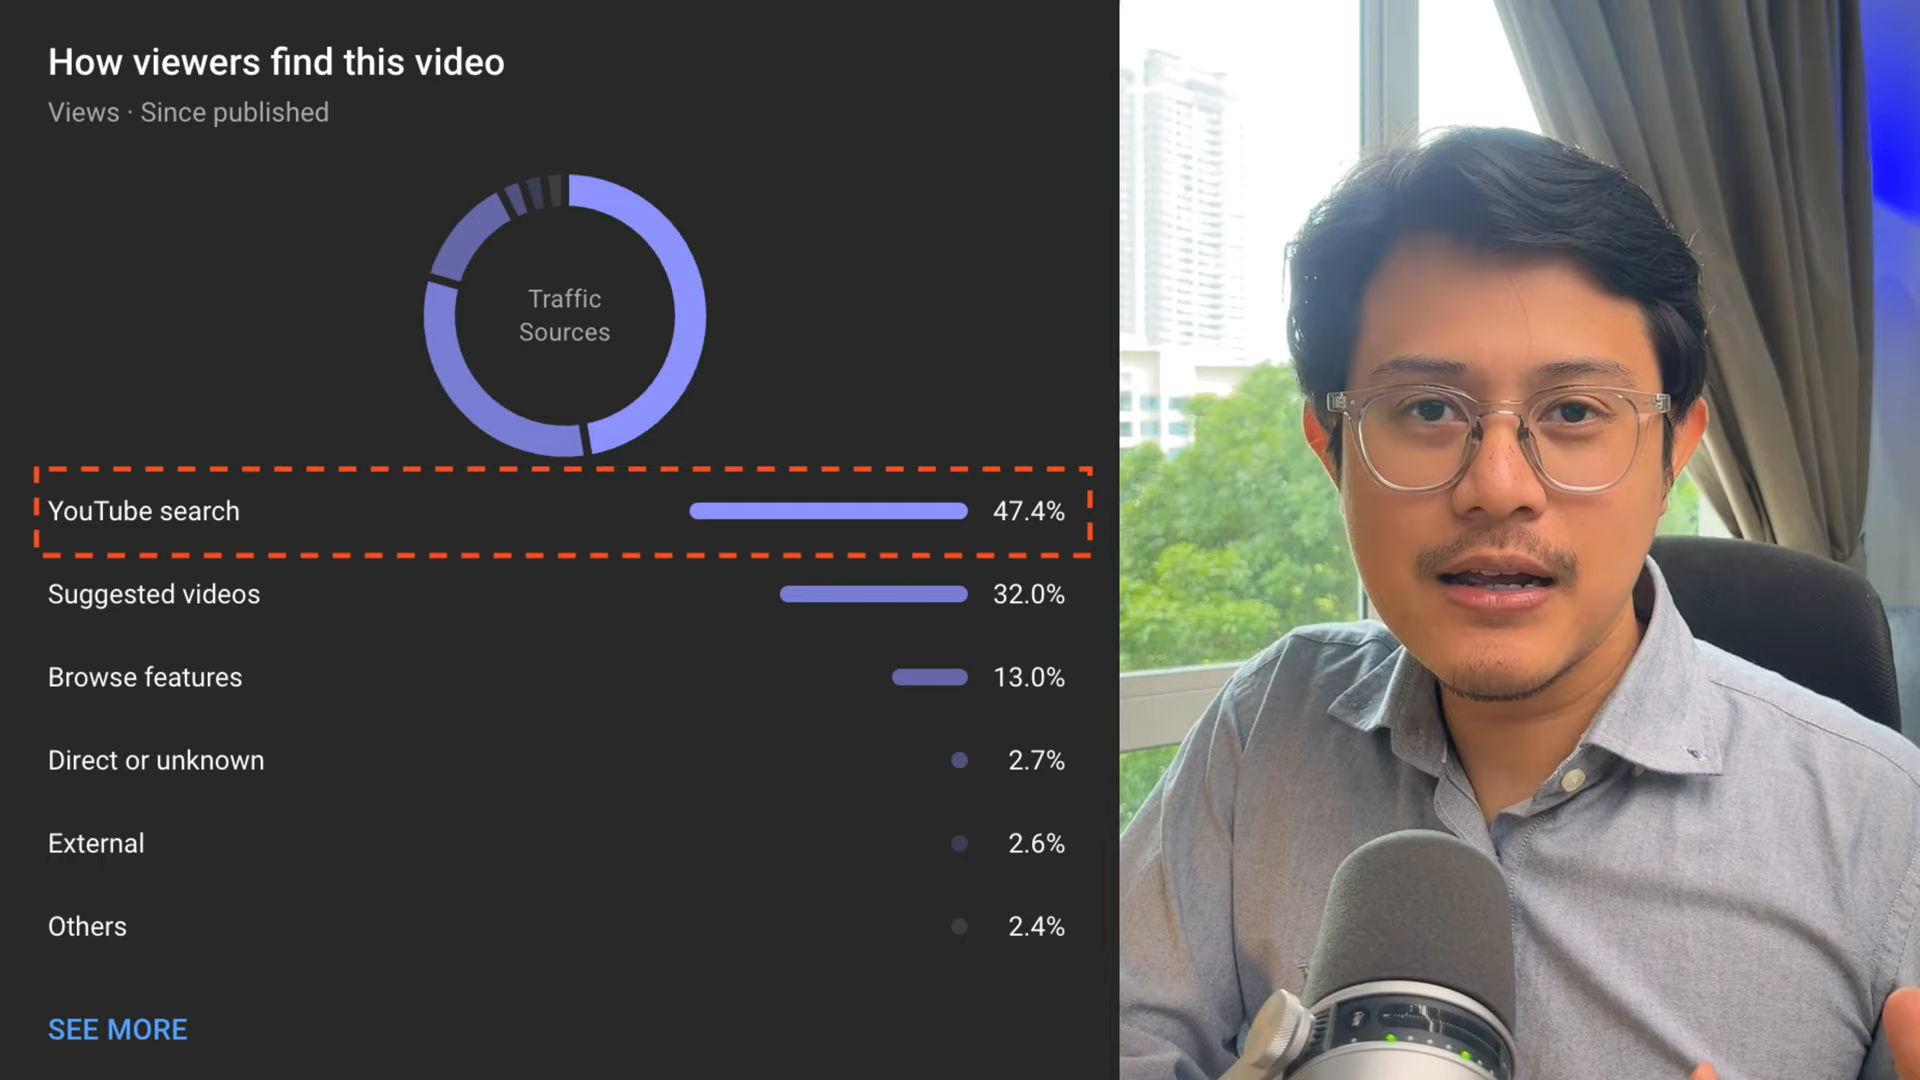 How viewers find this video
Views · Since published
Traffic
Sources
YouTube search 47.4%
Suggested videos 32.0%
Browse features 13.0%
Direct or unknown 2.7%
External 2.6%
Others 2.4%
SEE MORE